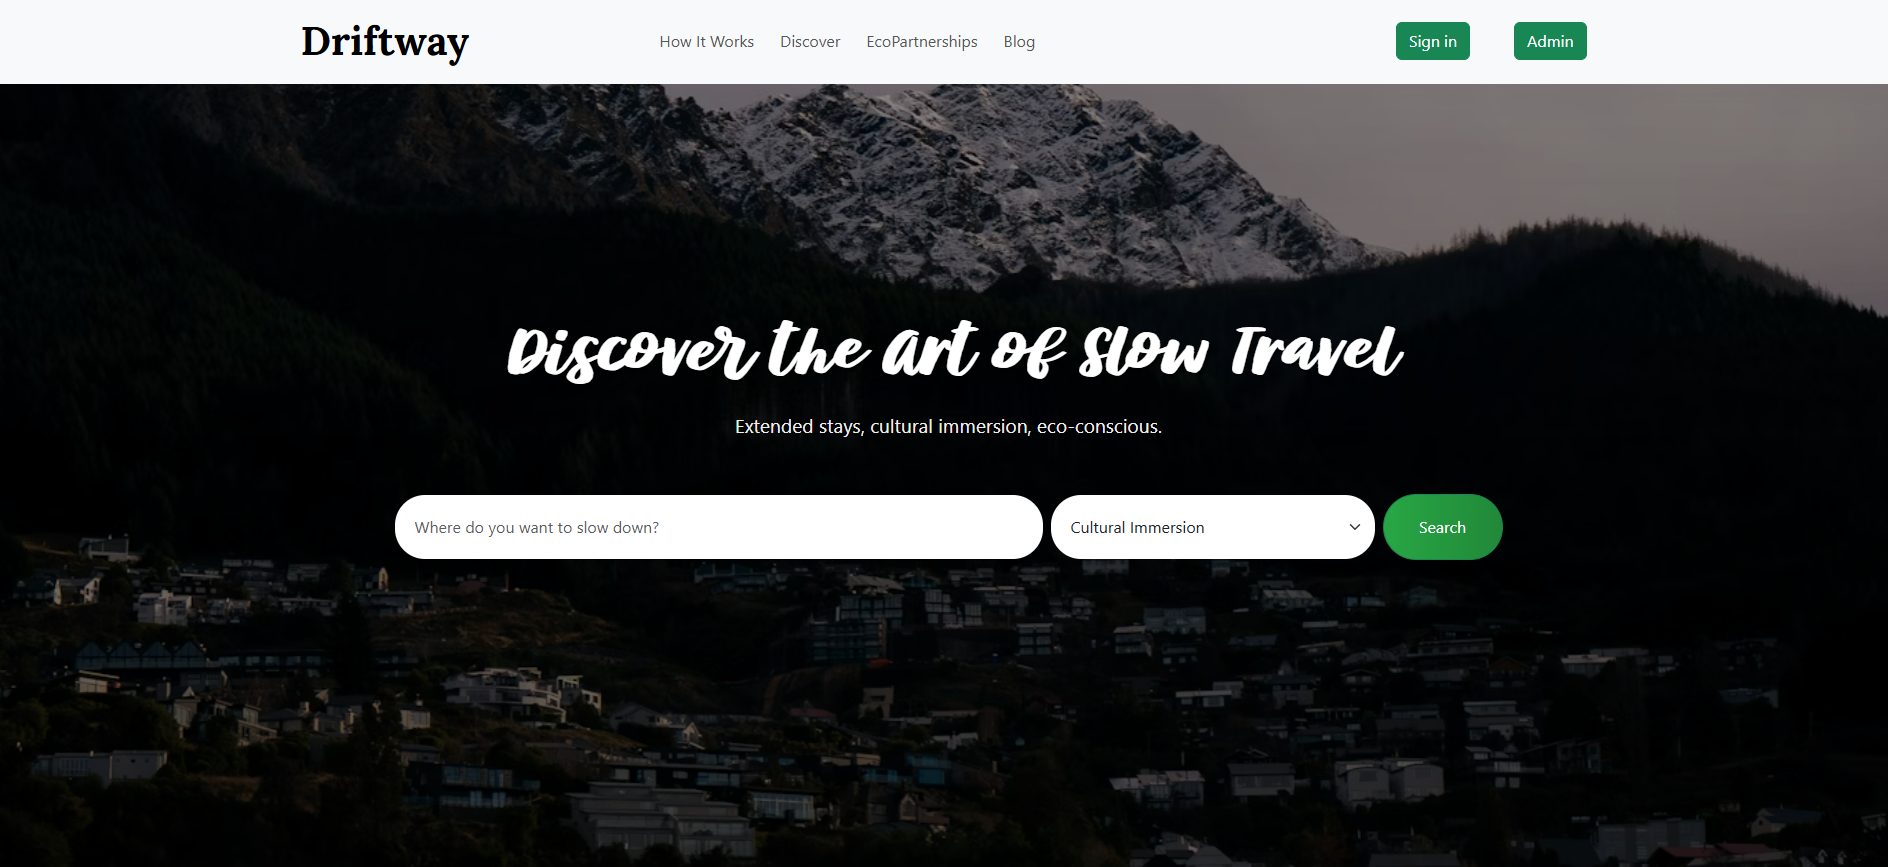 Driftway
How It Works
Discover
EcoPartnerships
Blog
Sign in
Admin
Discover the Art of Slow Travel
Extended stays, cultural immersion, eco-conscious.
Where do you want to slow down?
Cultural Immersion
Search